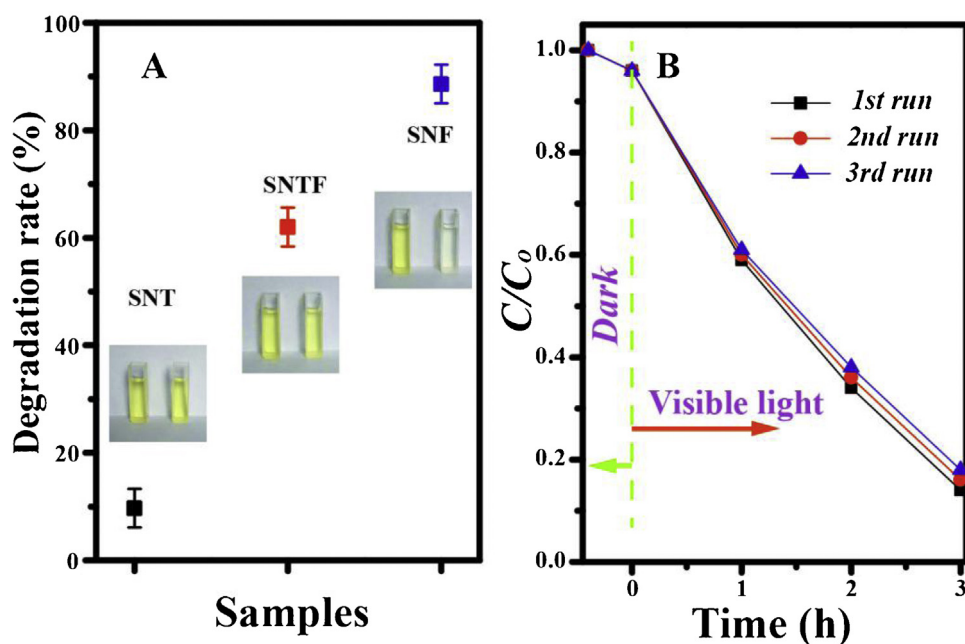 A
Degradation rate (%)
100
80
60
40
20
0
SNT
SNTF
SNF
Samples
B
C/Co
1.0
0.8
0.6
0.4
0.2
0.0
1st run
2nd run
3rd run
Dark
Visible light
0
1
2
3
Time (h)